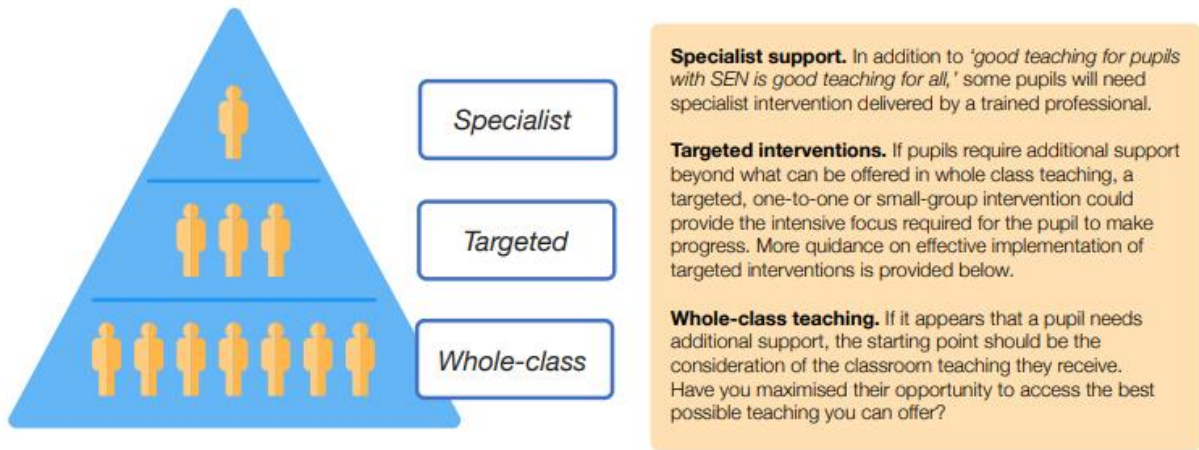 Specialist
Targeted
Whole-class
Specialist support. In addition to ‘good teaching for pupils
with SEN is good teaching for all,’ some pupils will need
specialist intervention delivered by a trained professional.
Targeted interventions. If pupils require additional support
beyond what can be offered in whole class teaching, a
targeted, one-to-one or small-group intervention could
provide the intensive focus required for the pupil to make
progress. More guidance on effective implementation of
targeted interventions is provided below.
Whole-class teaching. If it appears that a pupil needs
additional support, the starting point should be the
consideration of the classroom teaching they receive.
Have you maximised their opportunity to access the best
possible teaching you can offer?